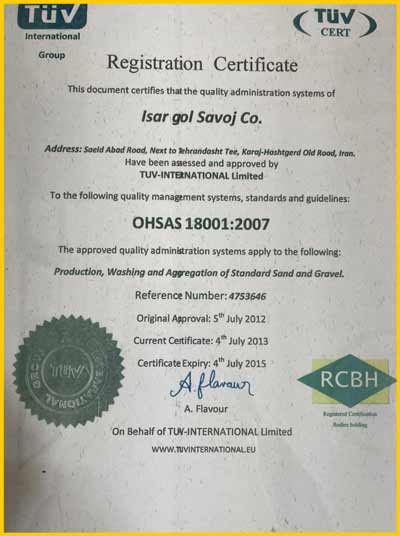 TÜV
International
Group
TÜV
CERT
Registration Certificate
This document certifies that the quality administration systems of
Isar gol Savoj Co.
Address: Saeid Abad Road, Next to Tehrandasht Tee, Karaj-Hashtgerd Old Road, Iran.
Have been assessed and approved by
TUV-INTERNATIONAL Limited
To the following quality management systems, standards and guidelines:
OHSAS 18001:2007
The approved quality administration systems apply to the following:
Production, Washing and Aggregation of Standard Sand and Gravel.
Reference Number: 4753646
Original Approval: 5th July 2012
Current Certificate: 4th July 2013
Certificate Expiry: 4th July 2015
A. flavour
A. Flavour
On Behalf of TUV-INTERNATIONAL Limited
WWW.TUVINTERNATIONAL.EU
RCBH
Registered Certification
Bodies holding